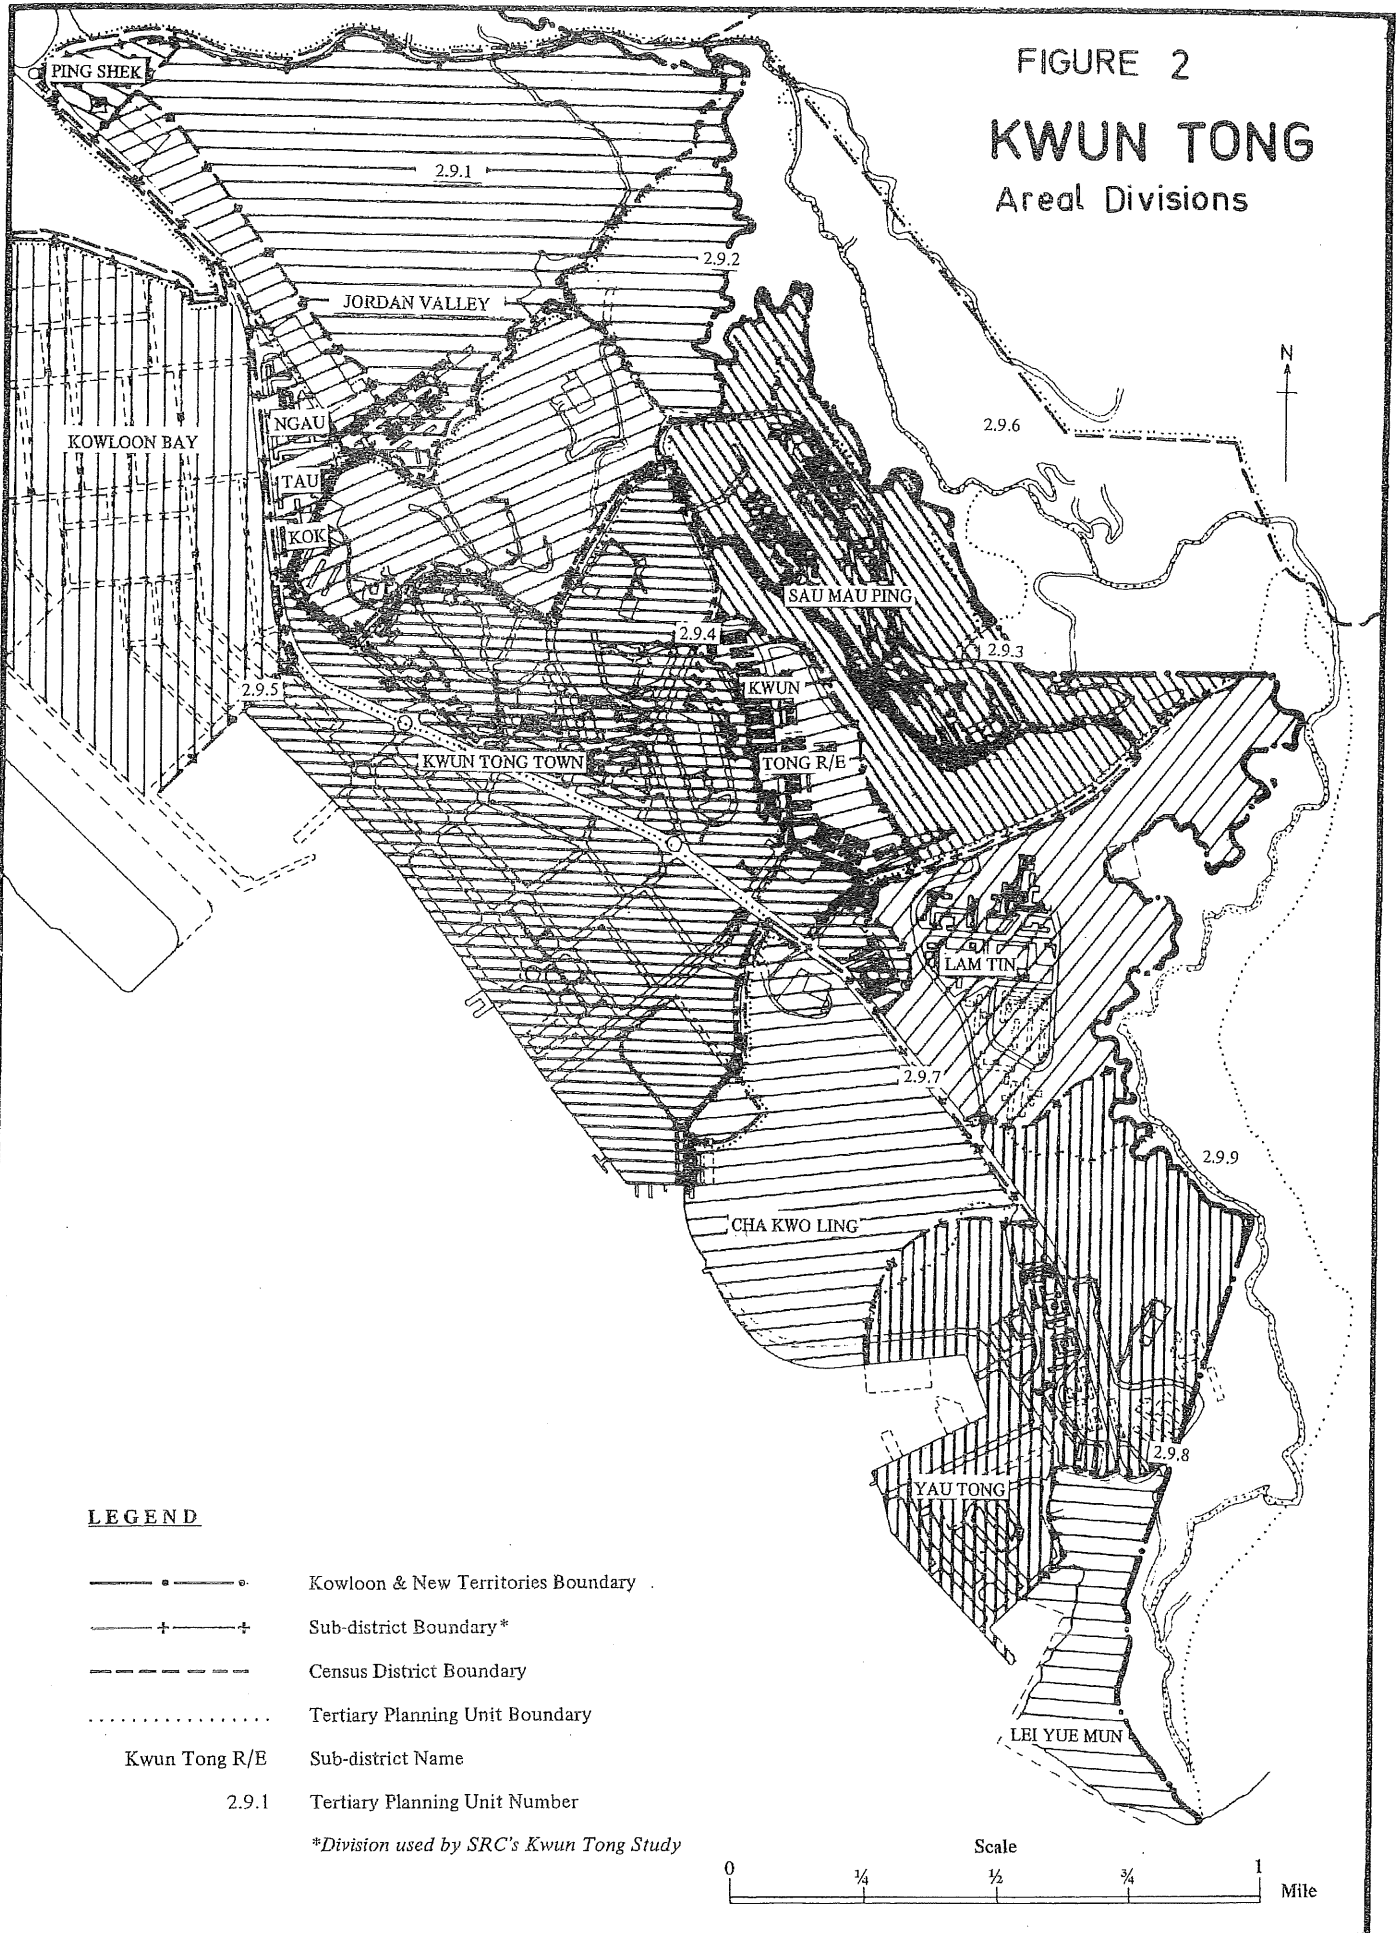 FIGURE 2
KWUN TONG
Areal Divisions
PING SHEK
2.9.1
2.9.2
JORDAN VALLEY
N
NGAU
2.9.6
KOWLOON BAY
TAU
KOK
SAU MAU PING
2.9.4
2.9.3
KWUN
2.9.5
KWUN TONG TOWN
TONG R/E
LAM TIN
2.9.7
2.9.9
CHA KWO LING
2.9.8
YAU TONG
LEI YUE MUN
LEGEND
Kowloon & New Territories Boundary
Sub-district Boundary*
Census District Boundary
Tertiary Planning Unit Boundary
Kwun Tong R/E Sub-district Name
2.9.1 Tertiary Planning Unit Number
*Division used by SRC's Kwun Tong Study
Scale
0 ¼ ½ ¾ 1
Mile